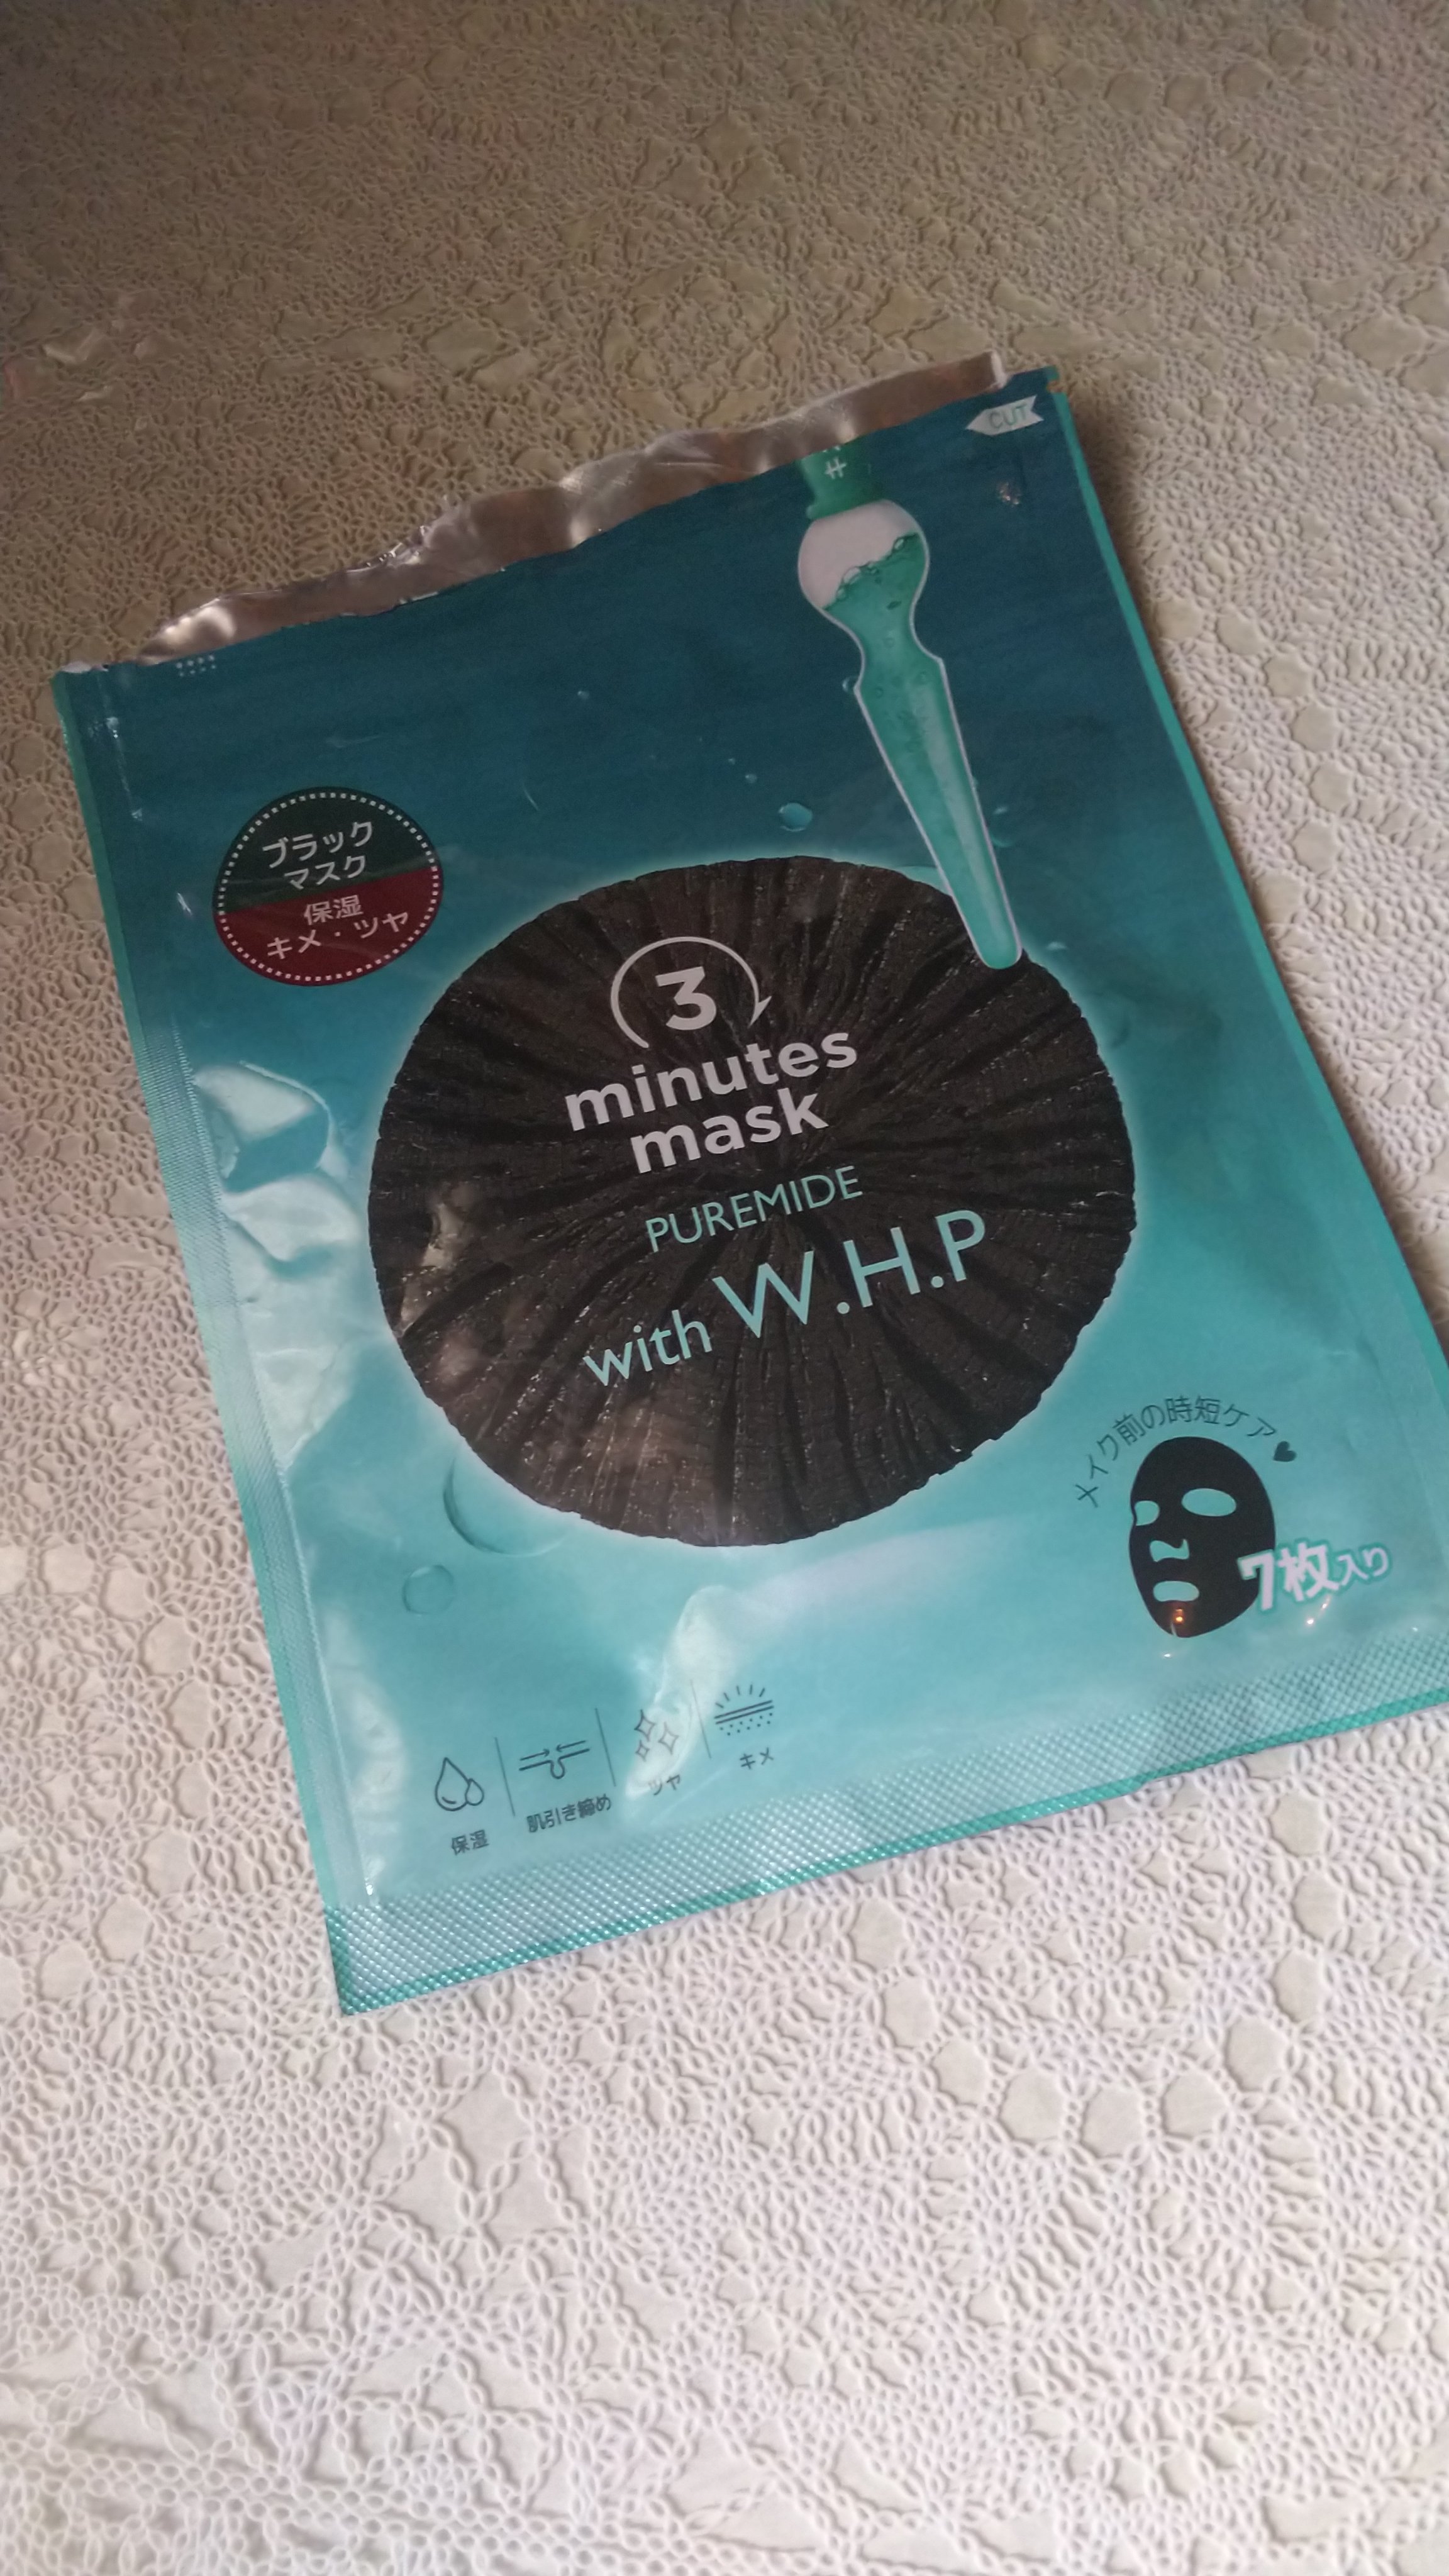 CUT
ブラック
マスク
保湿
キメ・ツヤ
3
minutes
mask
PUREMIDE
with W.H.P
メイク前の時短ケア
7枚入り
保湿
肌引き締め
ツヤ
キメ